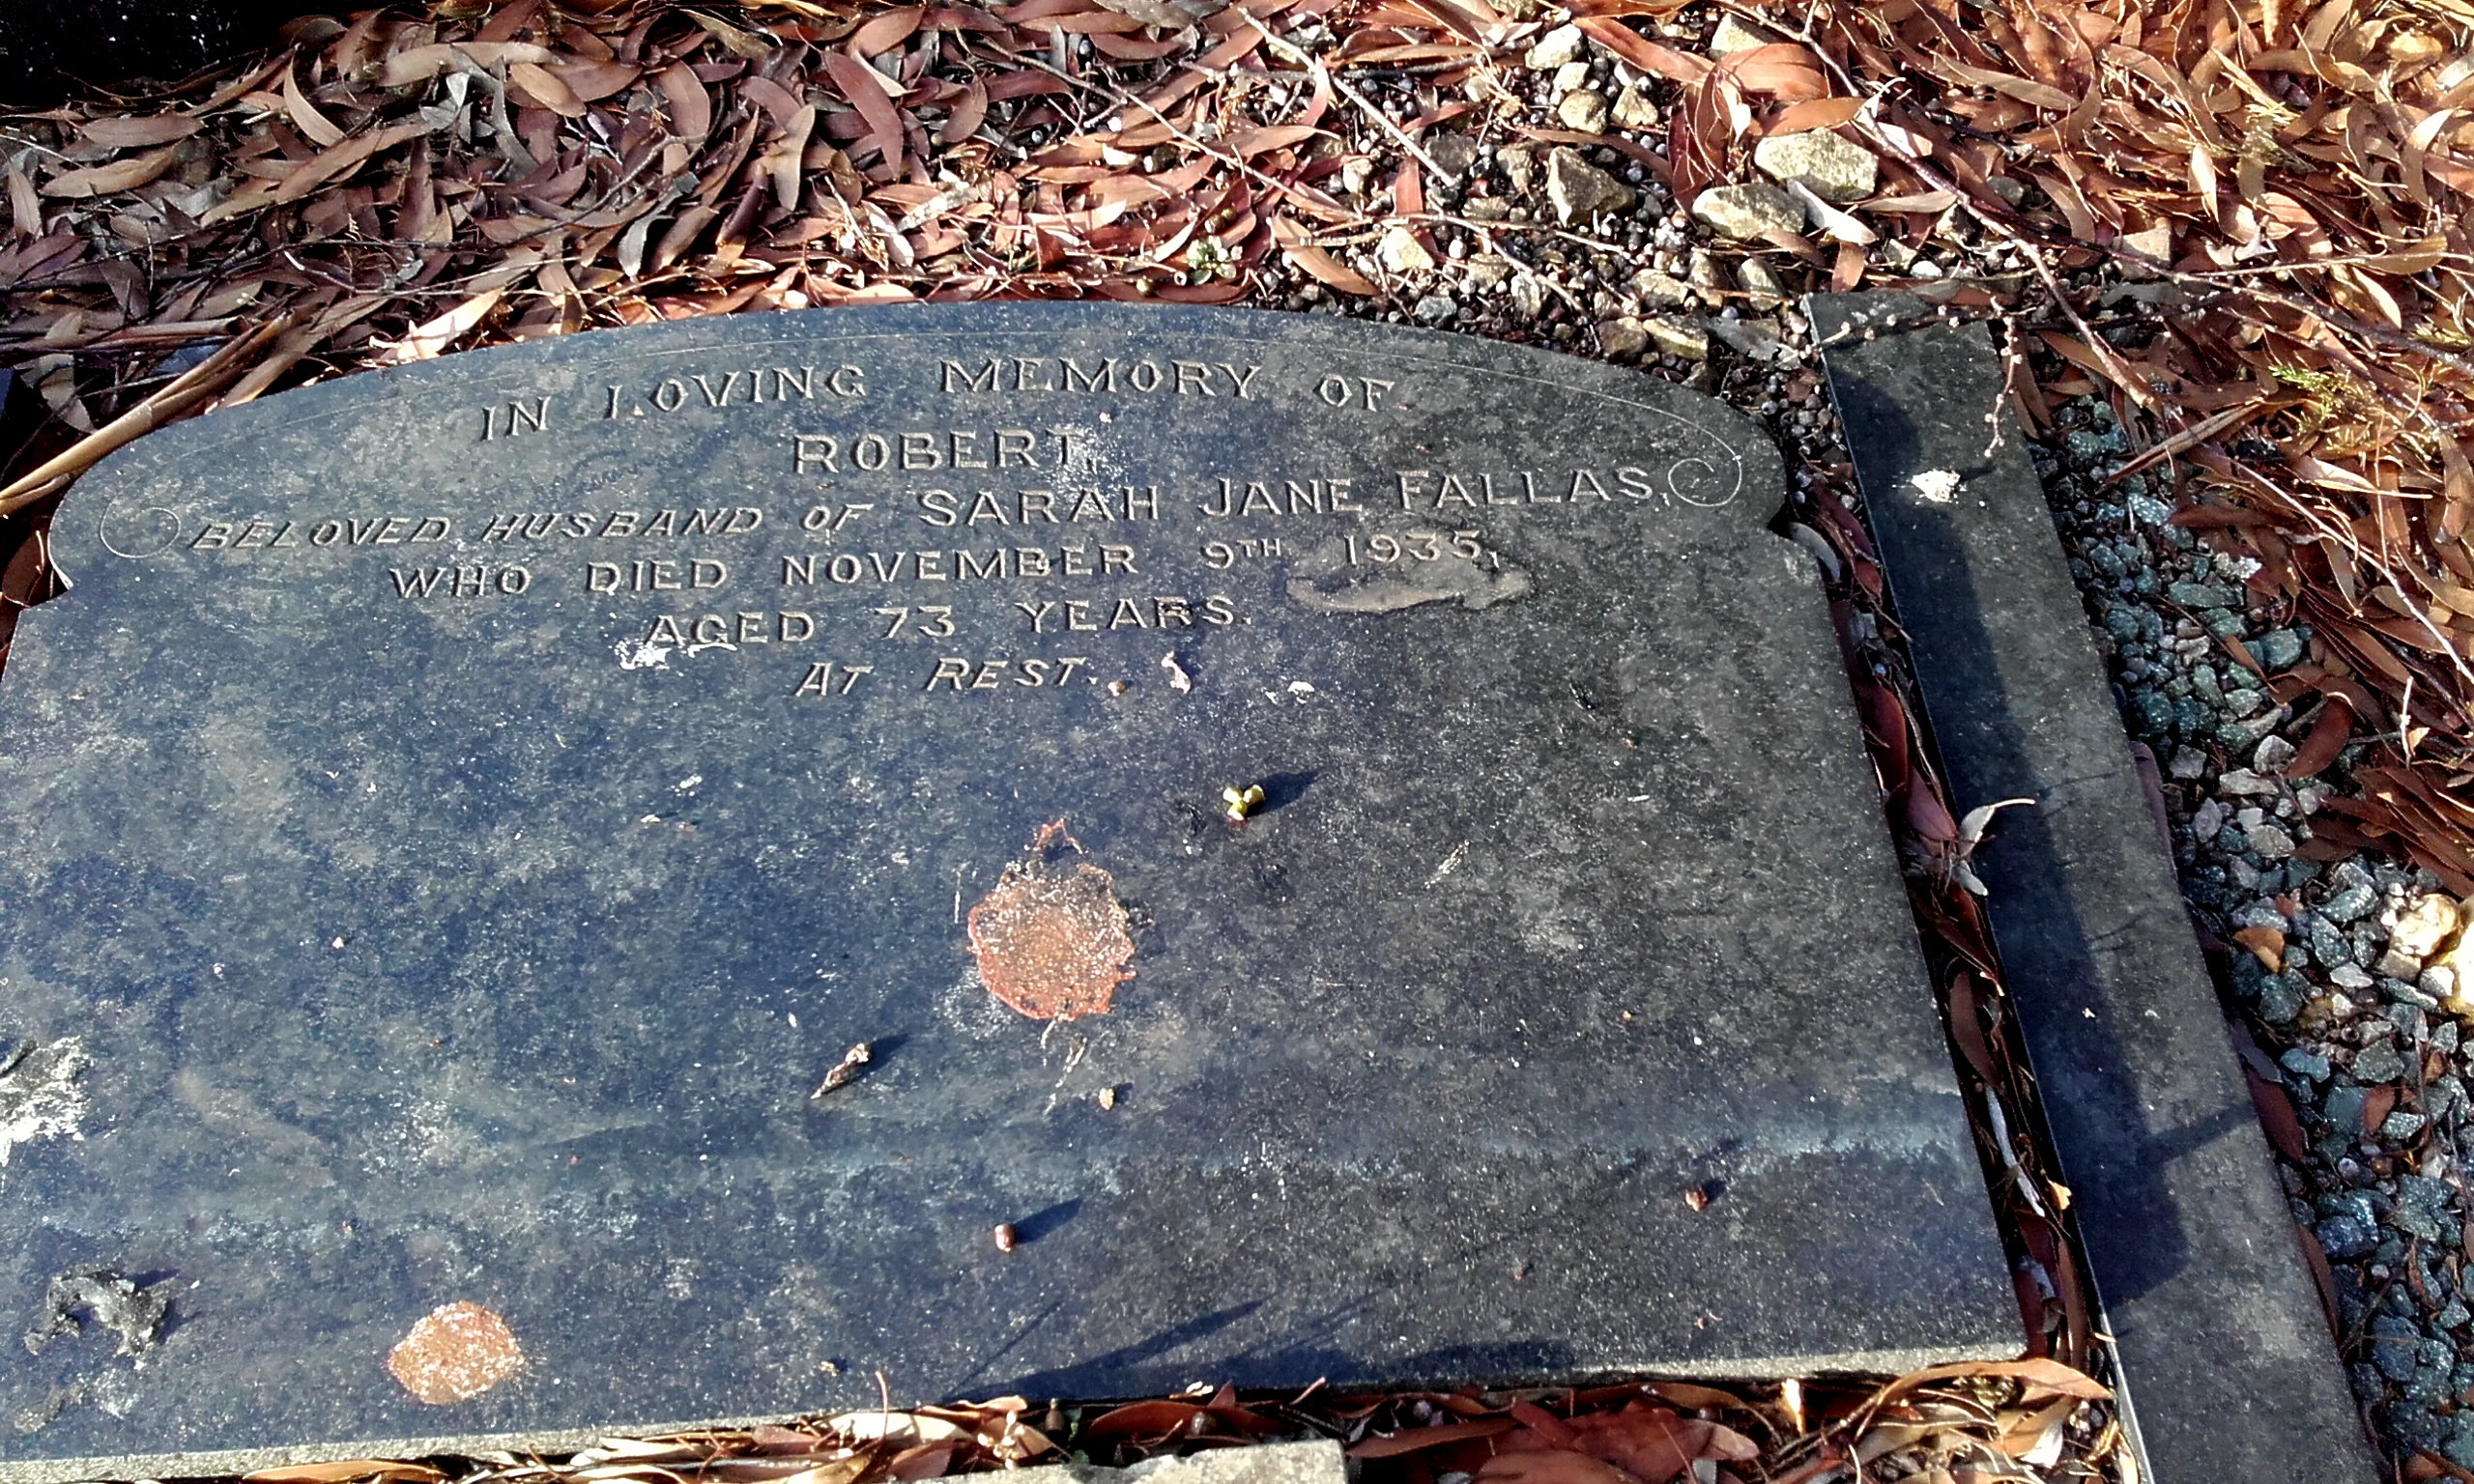 IN LOVING MEMORY OF
ROBERT,
BELOVED HUSBAND OF SARAH JANE FALLAS,
WHO DIED NOVEMBER 9TH 1935,
AGED 73 YEARS.
AT REST.